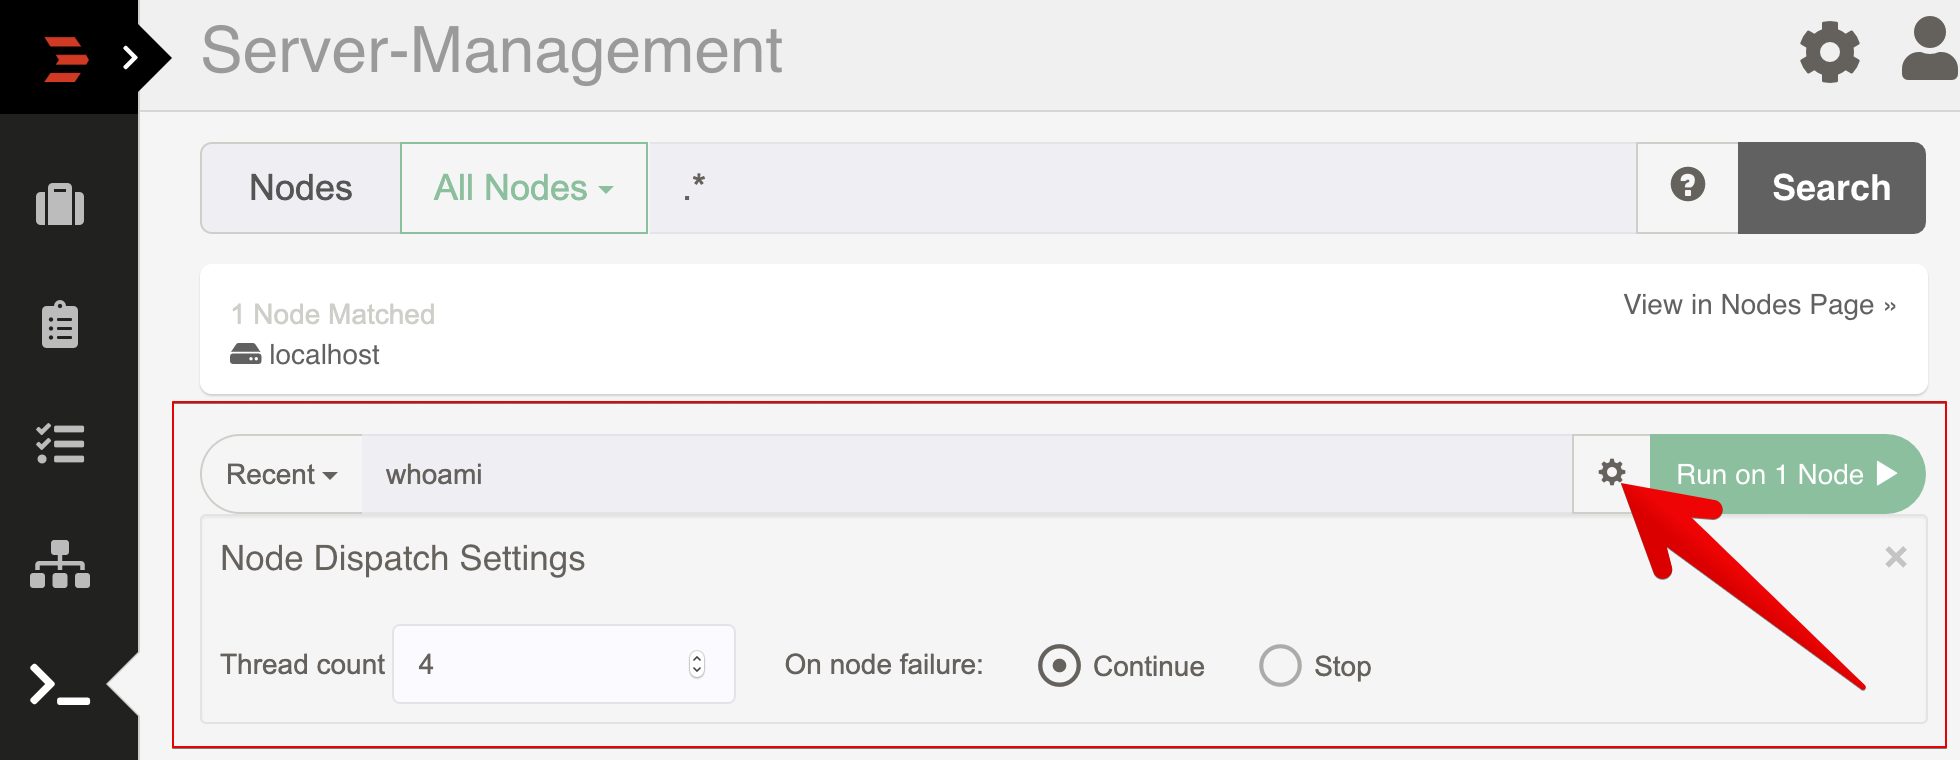 Server-Management
Nodes All Nodes .* Search
1 Node Matched View in Nodes Page »
localhost
Recent whoami Run on 1 Node
Node Dispatch Settings
Thread count 4 On node failure: Continue Stop